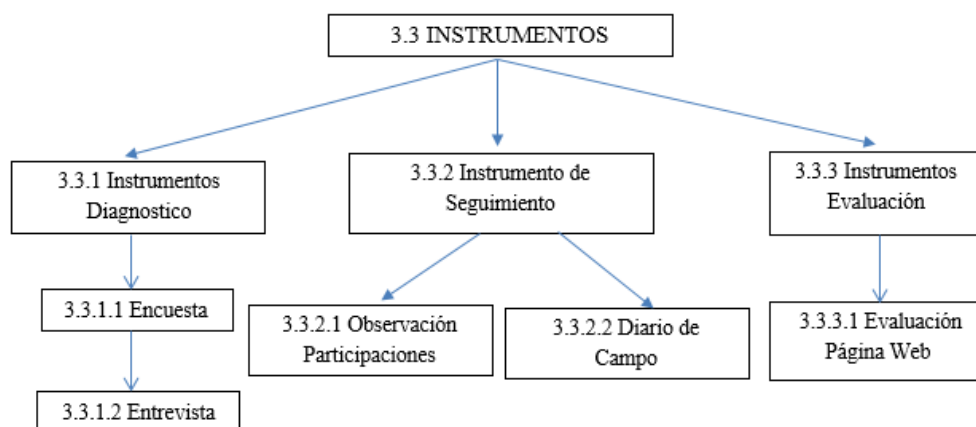 3.3 INSTRUMENTOS
3.3.1 Instrumentos
Diagnostico
3.3.2 Instrumento de
Seguimiento
3.3.3 Instrumentos
Evaluación
3.3.1.1 Encuesta
3.3.2.1 Observación
Participaciones
3.3.2.2 Diario de
Campo
3.3.3.1 Evaluación
Página Web
3.3.1.2 Entrevista